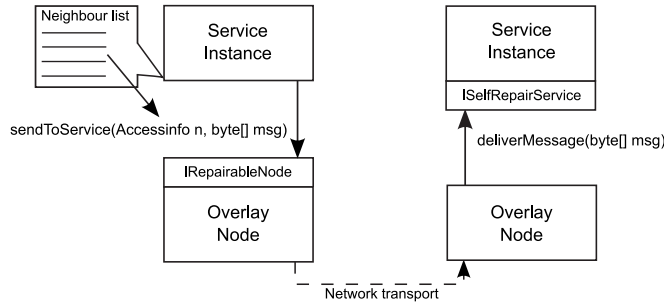 Neighbour list
Service
Instance
Service
Instance
ISelfRepairService
sendToService(Accessinfo n, byte[] msg)
deliverMessage(byte[] msg)
IRepairableNode
Overlay
Node
Overlay
Node
Network transport